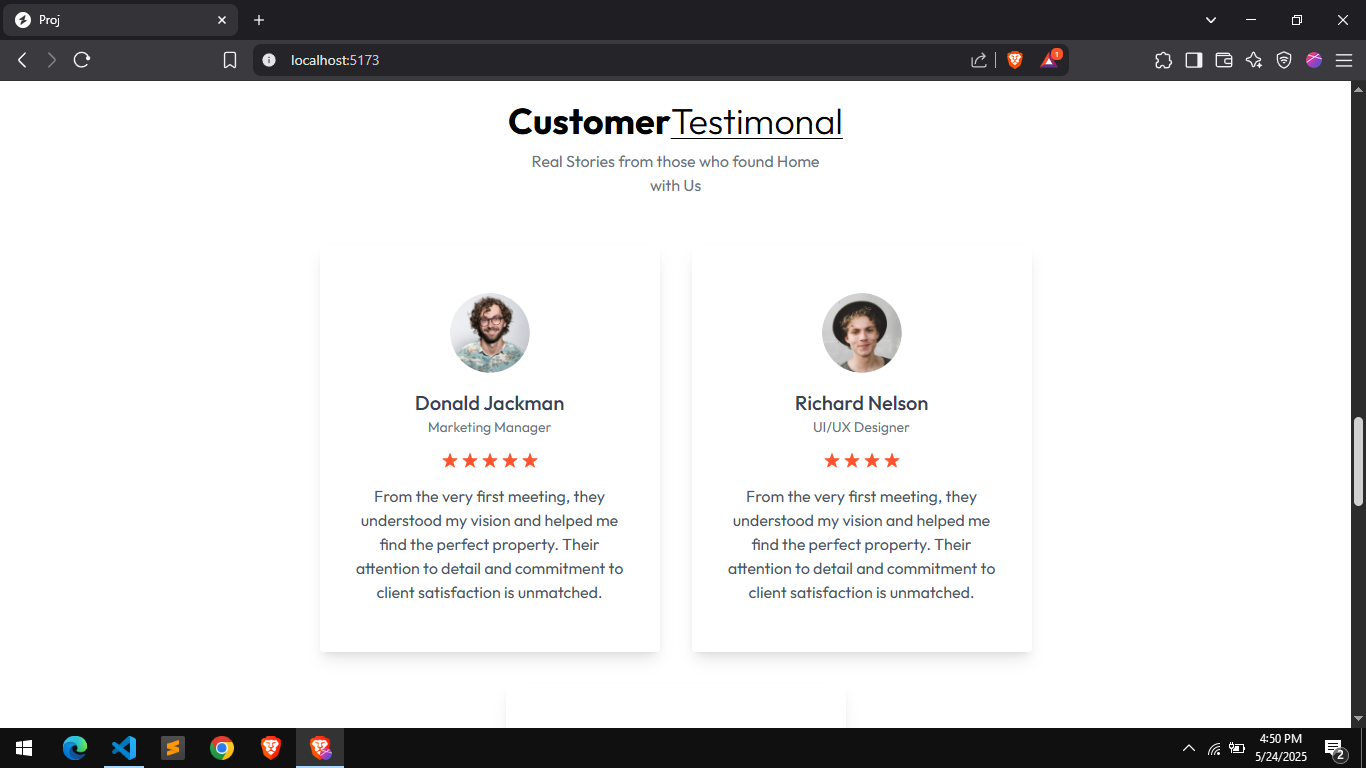 Proj
localhost:5173
1
CustomerTestimonal
Real Stories from those who found Home
with Us
Donald Jackman
Marketing Manager
From the very first meeting, they
understood my vision and helped me
find the perfect property. Their
attention to detail and commitment to
client satisfaction is unmatched.
Richard Nelson
UI/UX Designer
From the very first meeting, they
understood my vision and helped me
find the perfect property. Their
attention to detail and commitment to
client satisfaction is unmatched.
4:50 PM
5/24/2025
2